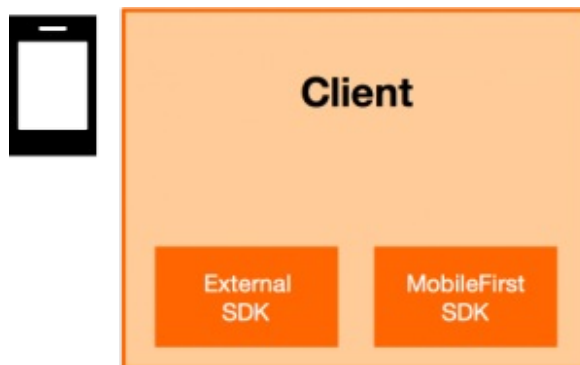 Client
External
SDK
MobileFirst
SDK